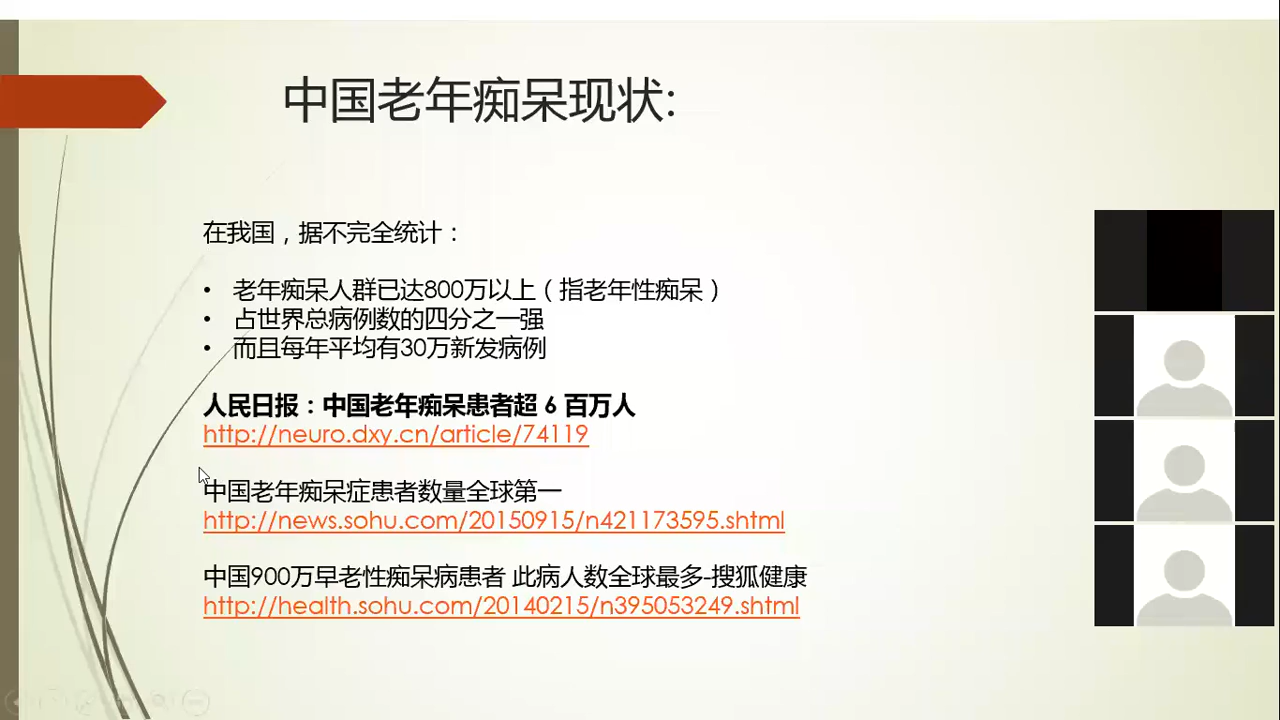 中国老年痴呆现状:
在我国，据不完全统计：
• 老年痴呆人群已达800万以上（指老年性痴呆）
• 占世界总病例数的四分之一强
• 而且每年平均有30万新发病例
人民日报：中国老年痴呆患者超 6 百万人
http://neuro.dxy.cn/article/74119
中国老年痴呆症患者数量全球第一
http://news.sohu.com/20150915/n421173595.shtml
中国900万早老性痴呆病患者 此病人数全球最多-搜狐健康
http://health.sohu.com/20140215/n395053249.shtml